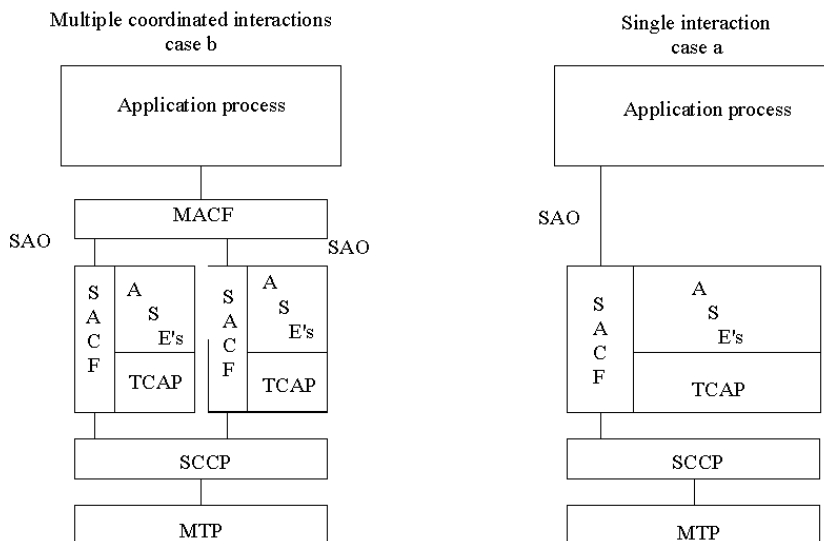 Multiple coordinated interactions
case b
Application process
MACF
SAO
SAO
S
A
C
F
A
S
E's
TCAP
S
A
C
F
A
S
E's
TCAP
SCCP
MTP
Single interaction
case a
Application process
SAO
S
A
C
F
A
S
E's
TCAP
SCCP
MTP